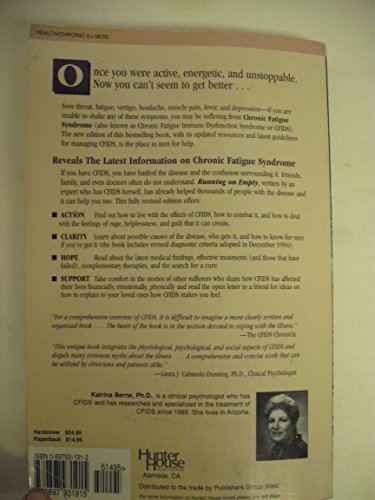 HEALTH/CHRONIC ILLNESS
Once you were active, energetic, and unstoppable.
Now you can't seem to get better . . .
Sore throat, fatigue, vertigo, headache, muscle pain, fever, and depression—if you are
unable to shake any of these symptoms, you may be suffering from Chronic Fatigue
Syndrome (also known as Chronic Fatigue Immune Dysfunction Syndrome or CFIDS).
The new edition of this bestselling book, with its updated resources and latest guidelines
for managing CFIDS, is the place to turn for help.
Reveals The Latest Information on Chronic Fatigue Syndrome
If you have CFIDS, you have battled the disease and the confusion surrounding it. Friends,
family, and even doctors often do not understand. Running on Empty, written by an
expert who has CFIDS herself, has already helped thousands of people with the disease and
it can help you too. This fully revised edition offers:
■ ACTION Find out how to live with the effects of CFIDS, how to combat it, and how to deal
with the feelings of rage, helplessness, and guilt that it can create.
■ CLARITY Learn about possible causes of the disease, who gets it, and how to know for sure
if you've got it (the book includes revised diagnostic criteria adopted in December 1994).
■ HOPE Read about the latest medical findings, effective treatments (and those that have
failed), complementary therapies, and the search for a cure.
■ SUPPORT Take comfort in the stories of other sufferers who share how CFIDS has affected
their lives financially, emotionally, physically and read the open letter to a friend for ideas on
how to explain to your loved ones how CFIDS makes you feel.
"For a comprehensive overview of CFIDS, it is difficult to imagine a more clearly written and
organized book . . . . The heart of the book is in the section devoted to coping with the illness."
—The CFIDS Chronicle
"This unique book integrates the physiological, psychological, and social aspects of CFIDS and
dispels many common myths about the illness . . . . A comprehensive and concise work that can
be utilized by clinicians and patients alike."
—Laura J. Ph.D., Clinical Psychologist
Katrina Berne, Ph.D., is a clinical psychologist who has
CFIDS and has researched and specialized in the treatment of
CFIDS since 1985. She lives in Arizona.
Hardcover $24.95
Paperback $14.95
ISBN 0-89793-191-2
51495
Hunter
House
Alameda, CA
Distributed to the trade by Publishers Group West